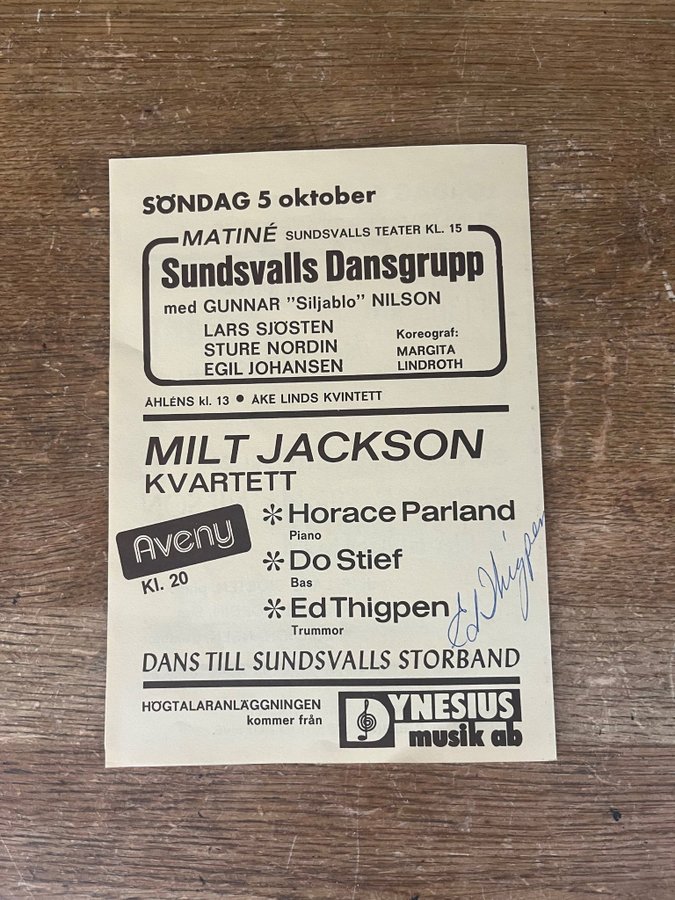 SÖNDAG 5 oktober
MATINÉ SUNDSVALLS TEATER KL. 15
Sundsvalls Dansgrupp
med GUNNAR "Siljablo" NILSON
LARS SJÖSTEN
STURE NORDIN
EGIL JOHANSEN
Koreograf:
MARGITA
LINDROTH
ÅHLÉNS kl. 13 ● ÅKE LINDS KVINTETT
MILT JACKSON
KVARTETT
Aveny
Kl. 20
* Horace Parland
Piano
* Do Stief
Bas
* Ed Thigpen
Trummor
Ed Thigpen
DANS TILL SUNDSVALLS STORBAND
HÖGTALARANLÄGGNINGEN
kommer från
DYNESIUS
musik ab